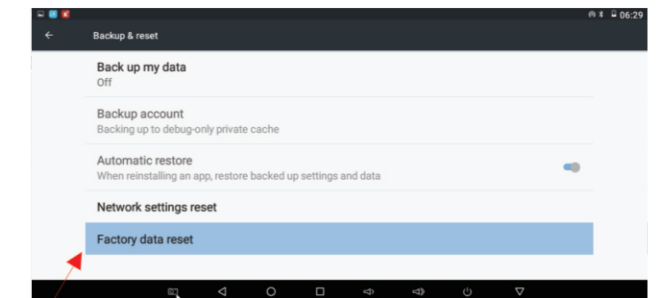 06:29
Backup & reset
Back up my data
Off
Backup account
Backing up to debug-only private cache
Automatic restore
When reinstalling an app, restore backed up settings and data
Network settings reset
Factory data reset